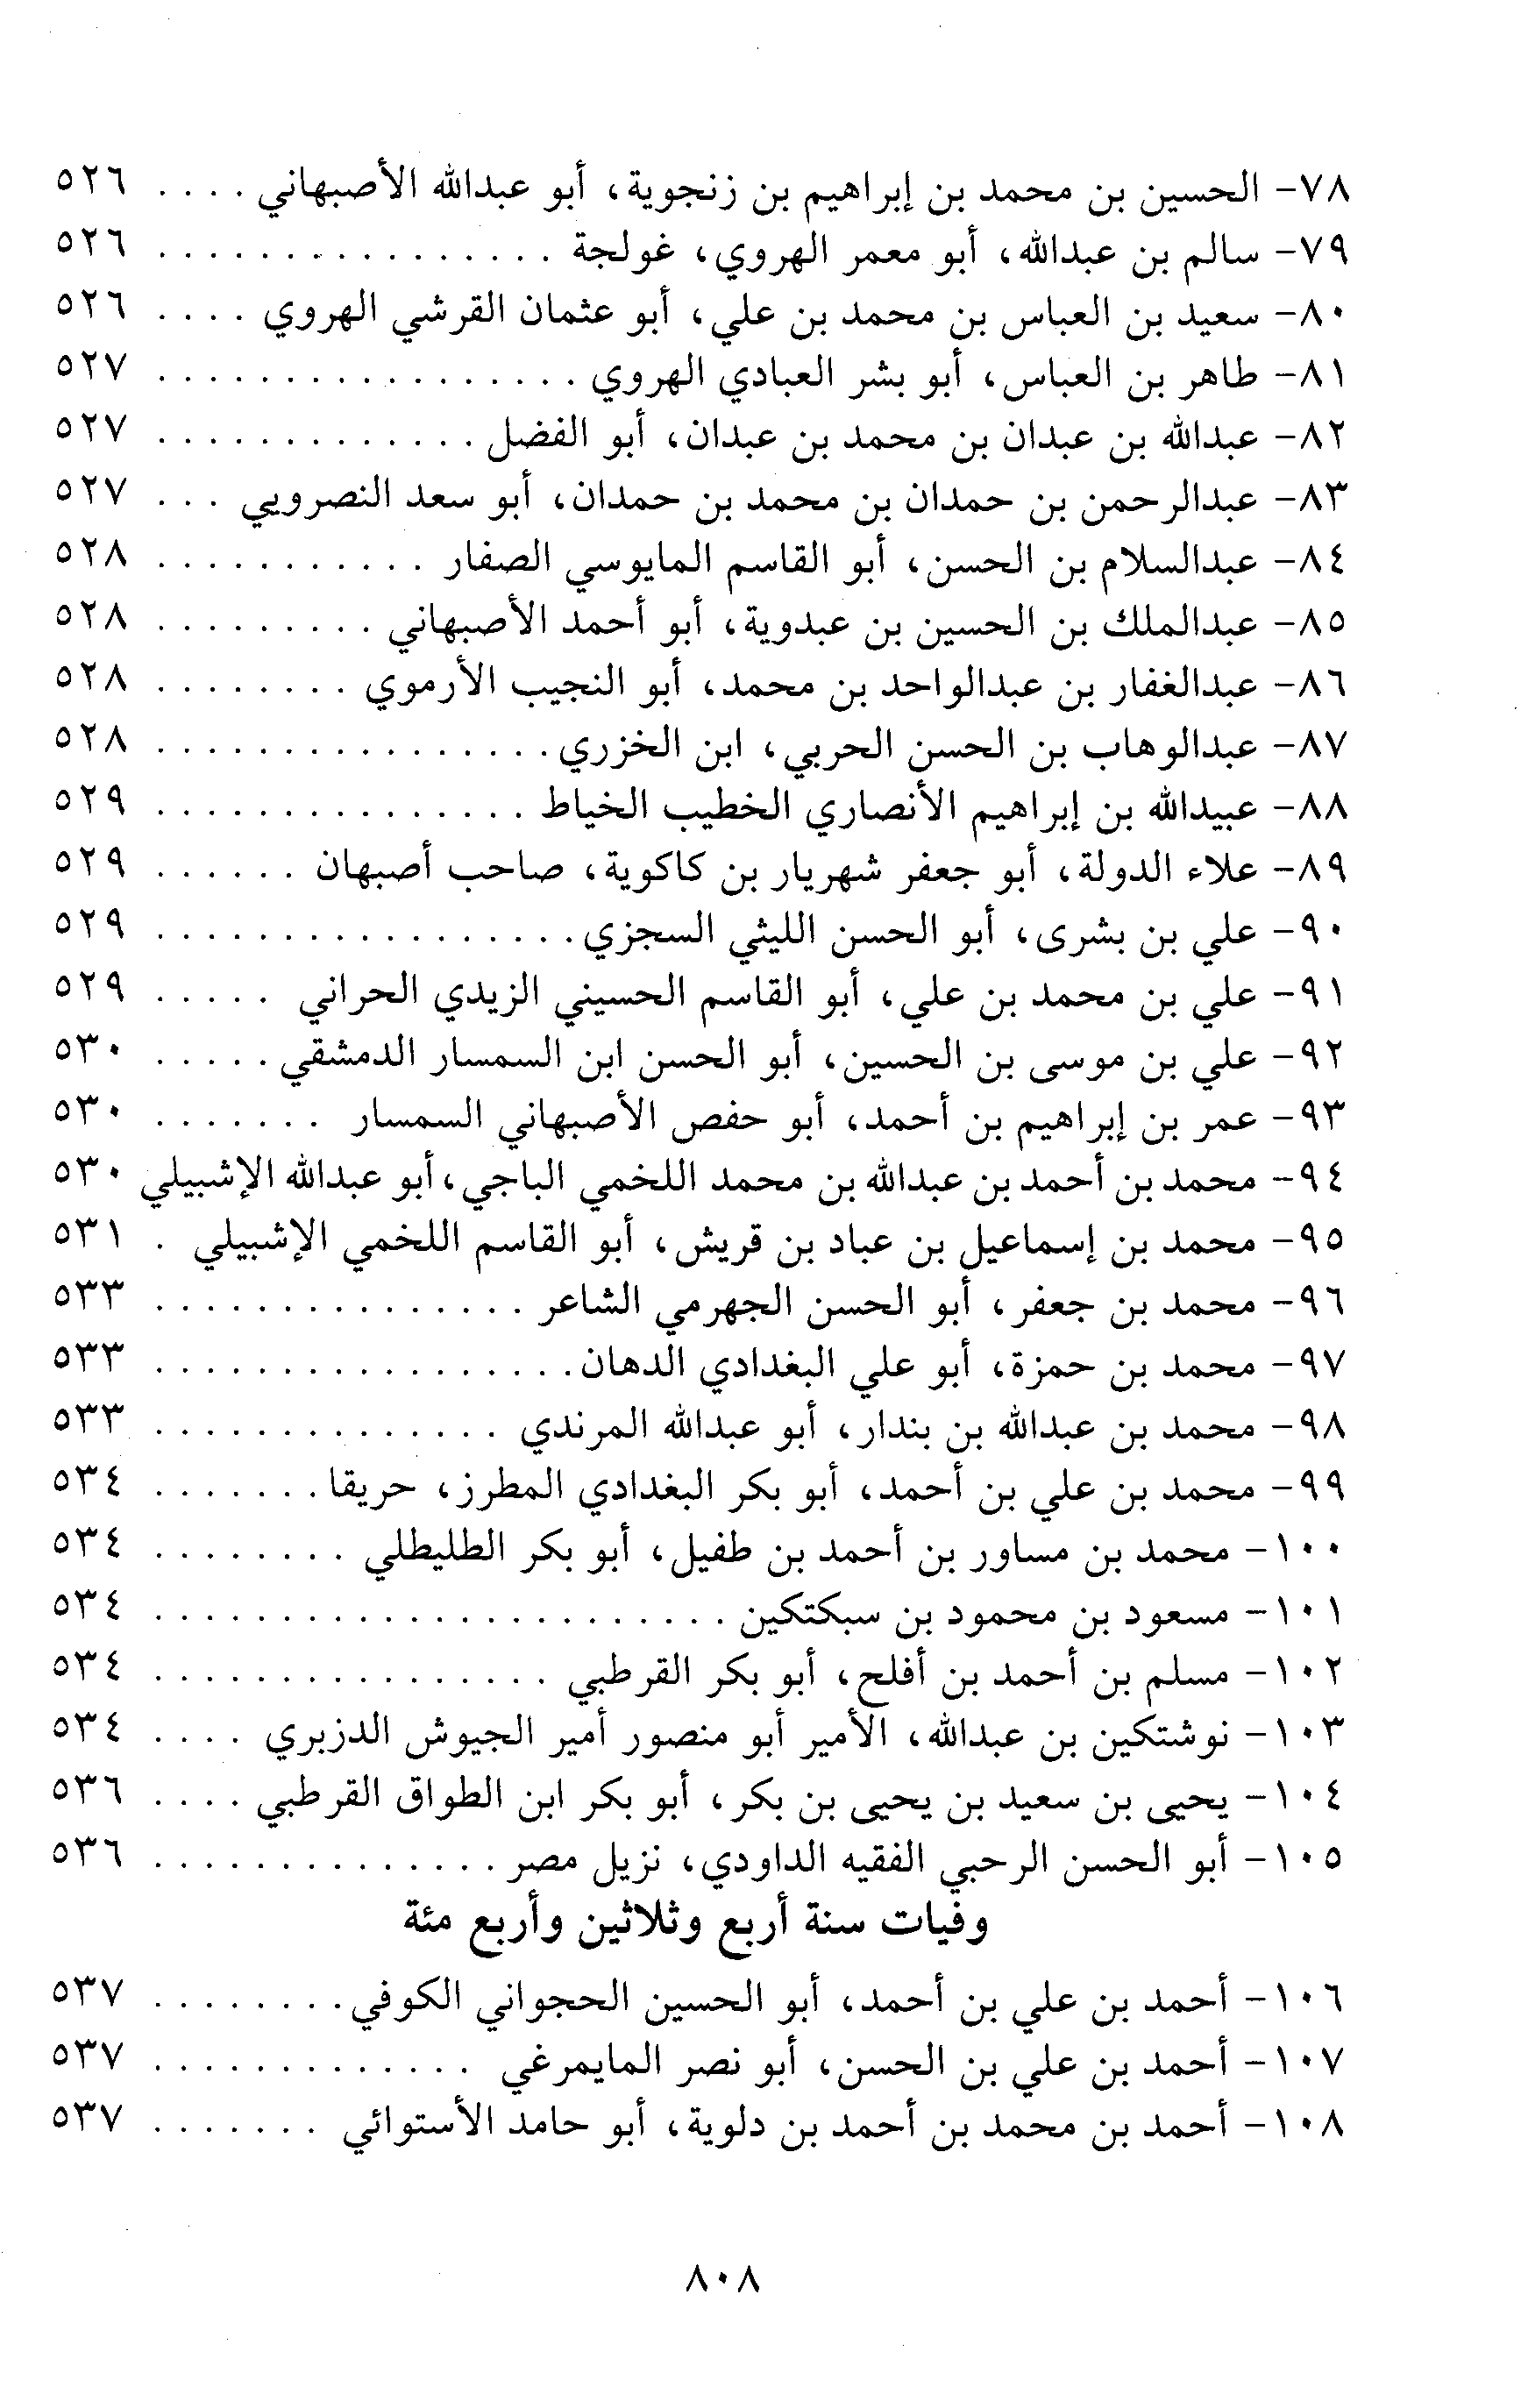 ٧٨- الحسين بن محمد بن إبراهيم بن زنجوية، أبو عبدالله الأصبهاني . . . . ٥٢٦
٧٩- سالم بن عبدالله، أبو معمر الهروي، غولجة . . . . . . . . . . . . . . . . ٥٢٦
٨٠- سعيد بن العباس بن محمد بن علي، أبو عثمان القرشي الهروي . . . . ٥٢٦
٨١- طاهر بن العباس، أبو بشر العبادي الهروي . . . . . . . . . . . . . . . . . ٥٢٧
٨٢- عبدالله بن عبدان بن محمد بن عبدان، أبو الفضل . . . . . . . . . . . . . ٥٢٧
٨٣- عبدالرحمن بن حمدان بن محمد بن حمدان، أبو سعد النصرويي . . . ٥٢٧
٨٤- عبدالسلام بن الحسن، أبو القاسم المايوسي الصفار . . . . . . . . . . . ٥٢٨
٨٥- عبدالملك بن الحسين بن عبدوية، أبو أحمد الأصبهاني . . . . . . . . . ٥٢٨
٨٦- عبدالغفار بن عبدالواحد بن محمد، أبو النجيب الأرموي . . . . . . . . ٥٢٨
٨٧- عبدالوهاب بن الحسن الحربي، ابن الخزري . . . . . . . . . . . . . . . . ٥٢٨
٨٨- عبيدالله بن إبراهيم الأنصاري الخطيب الخياط . . . . . . . . . . . . . . . ٥٢٩
٨٩- علاء الدولة، أبو جعفر شهريار بن كاكوية، صاحب أصبهان . . . . . . ٥٢٩
٩٠- علي بن بشرى، أبو الحسن الليثي السجزي . . . . . . . . . . . . . . . . . ٥٢٩
٩١- علي بن محمد بن علي، أبو القاسم الحسيني الزيدي الحراني . . . . . ٥٢٩
٩٢- علي بن موسى بن الحسين، أبو الحسن ابن السمسار الدمشقي . . . . . ٥٣٠
٩٣- عمر بن إبراهيم بن أحمد، أبو حفص الأصبهاني السمسار . . . . . . . ٥٣٠
٩٤- محمد بن أحمد بن عبدالله بن محمد اللخمي الباجي، أبو عبدالله الإشبيلي ٥٣٠
٩٥- محمد بن إسماعيل بن عباد بن قريش، أبو القاسم اللخمي الإشبيلي . ٥٣١
٩٦- محمد بن جعفر، أبو الحسن الجهرمي الشاعر . . . . . . . . . . . . . . . ٥٣٣
٩٧- محمد بن حمزة، أبو علي البغدادي الدهان . . . . . . . . . . . . . . . . . ٥٣٣
٩٨- محمد بن عبدالله بن بندار، أبو عبدالله المرندي . . . . . . . . . . . . . . ٥٣٣
٩٩- محمد بن علي بن أحمد، أبو بكر البغدادي المطرز، حريقا . . . . . . . ٥٣٤
١٠٠- محمد بن مساور بن أحمد بن طفيل، أبو بكر الطليطلي . . . . . . . . ٥٣٤
١٠١- مسعود بن محمود بن سبكتكين . . . . . . . . . . . . . . . . . . . . . . . ٥٣٤
١٠٢- مسلم بن أحمد بن أفلح، أبو بكر القرطبي . . . . . . . . . . . . . . . . ٥٣٤
١٠٣- نوشتكين بن عبدالله، الأمير أبو منصور أمير الجيوش الدزبري . . . . ٥٣٤
١٠٤- يحيى بن سعيد بن يحيى بن بكر، أبو بكر ابن الطواق القرطبي . . . . ٥٣٦
١٠٥- أبو الحسن الرحبي الفقيه الداودي، نزيل مصر . . . . . . . . . . . . . . ٥٣٦
وفيات سنة أربع وثلاثين وأربع مئة
١٠٦- أحمد بن علي بن أحمد، أبو الحسين الحجواني الكوفي . . . . . . . . ٥٣٧
١٠٧- أحمد بن علي بن الحسن، أبو نصر المايمرغي . . . . . . . . . . . . . ٥٣٧
١٠٨- أحمد بن محمد بن أحمد بن دلوية، أبو حامد الأستوائي . . . . . . . ٥٣٧
٨٠٨